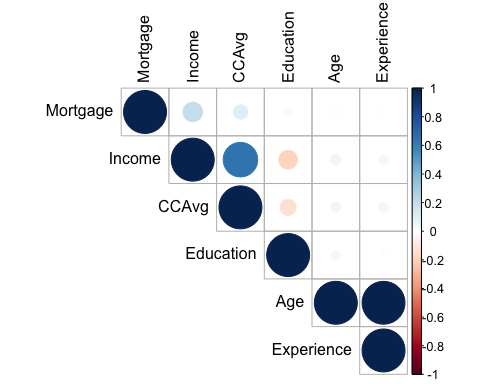 Mortgage
Income
CCAvg
Education
Age
Experience
Mortgage
Income
CCAvg
Education
Age
Experience
1
0.8
0.6
0.4
0.2
0
-0.2
-0.4
-0.6
-0.8
-1